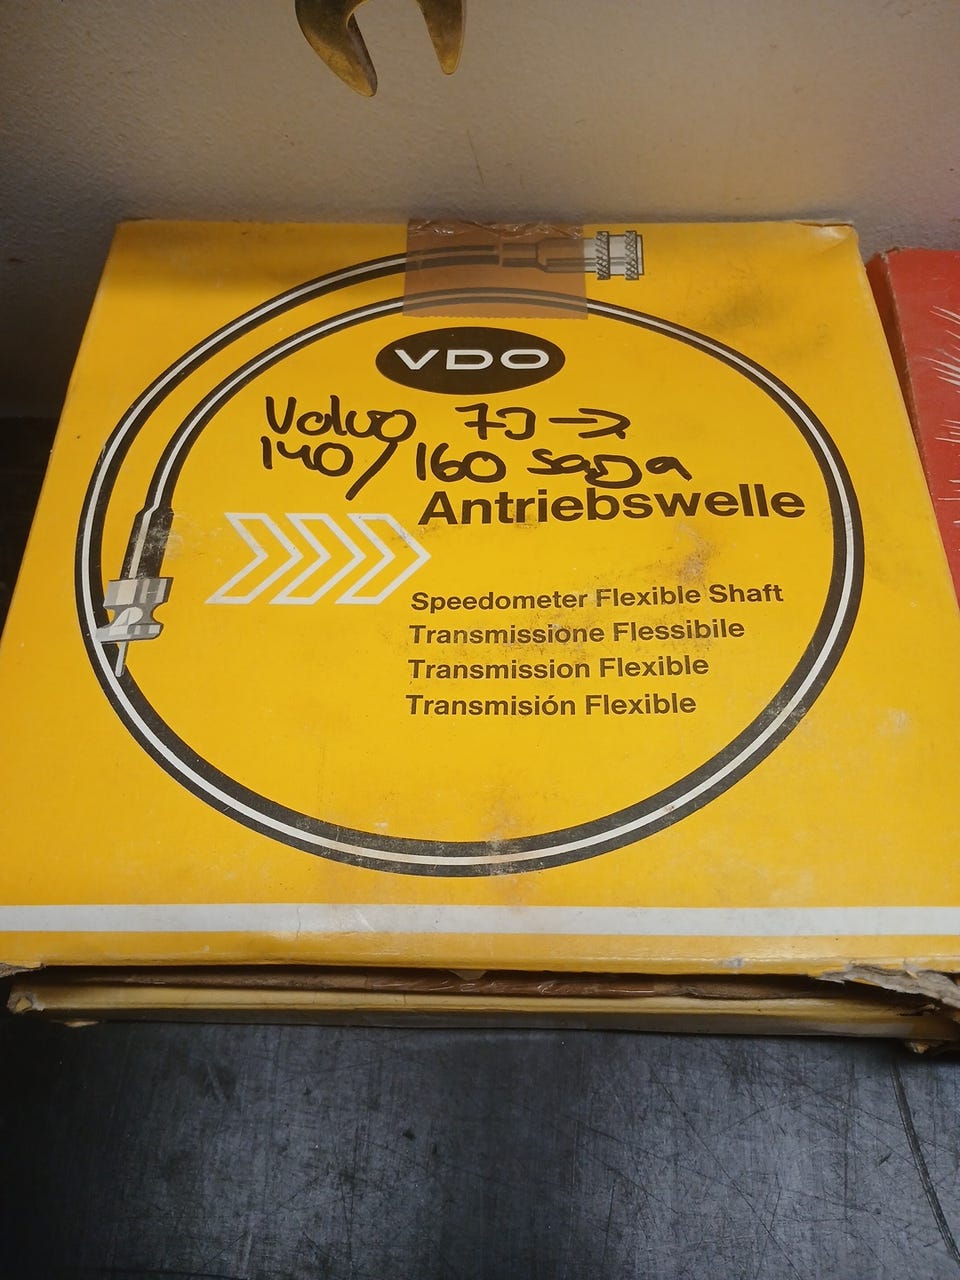 VDO
Volvo 73→
140/160 sarja
Antriebswelle
Speedometer Flexible Shaft
Transmissione Flessibile
Transmission Flexible
Transmisión Flexible